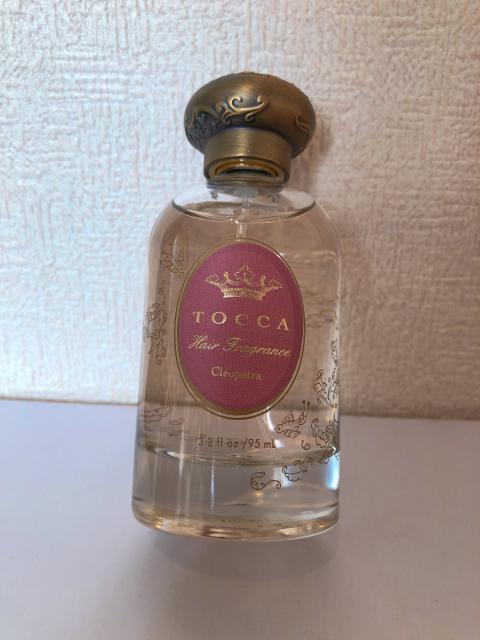 TOCCA
Hair Fragrance
Cleopatra
3.2 fl oz /95 mL